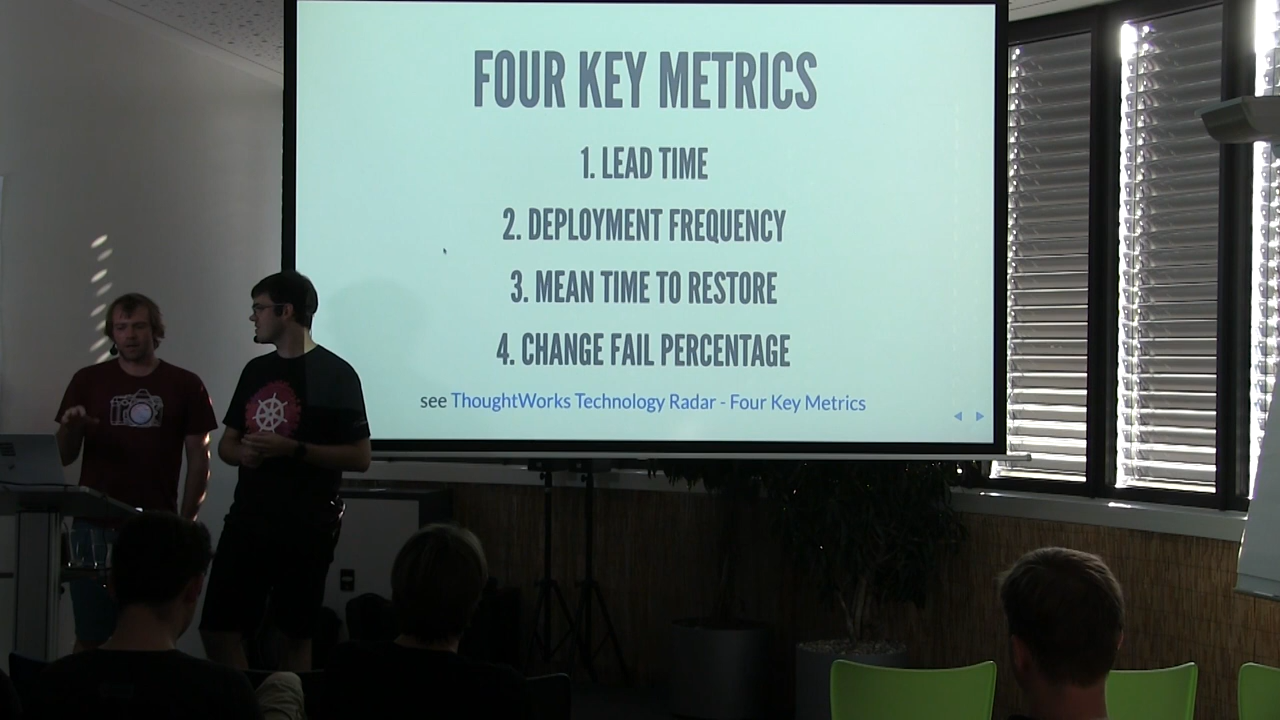 FOUR KEY METRICS
1. LEAD TIME
2. DEPLOYMENT FREQUENCY
3. MEAN TIME TO RESTORE
4. CHANGE FAIL PERCENTAGE
see ThoughtWorks Technology Radar - Four Key Metrics